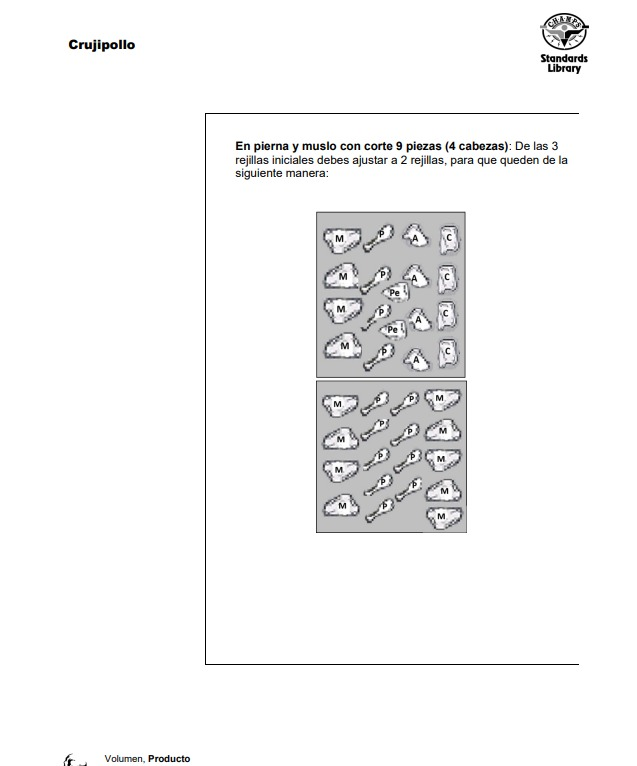 Crujipollo
CHAMPS
Standards
Library
En pierna y muslo con corte 9 piezas (4 cabezas): De las 3
rejillas iniciales debes ajustar a 2 rejillas, para que queden de la
siguiente manera:
M P A C
M P A C
Pe
M P A C
Pe
M P A C
M P P M
M P P M
M P P M
P P M
M P M
Volumen, Producto